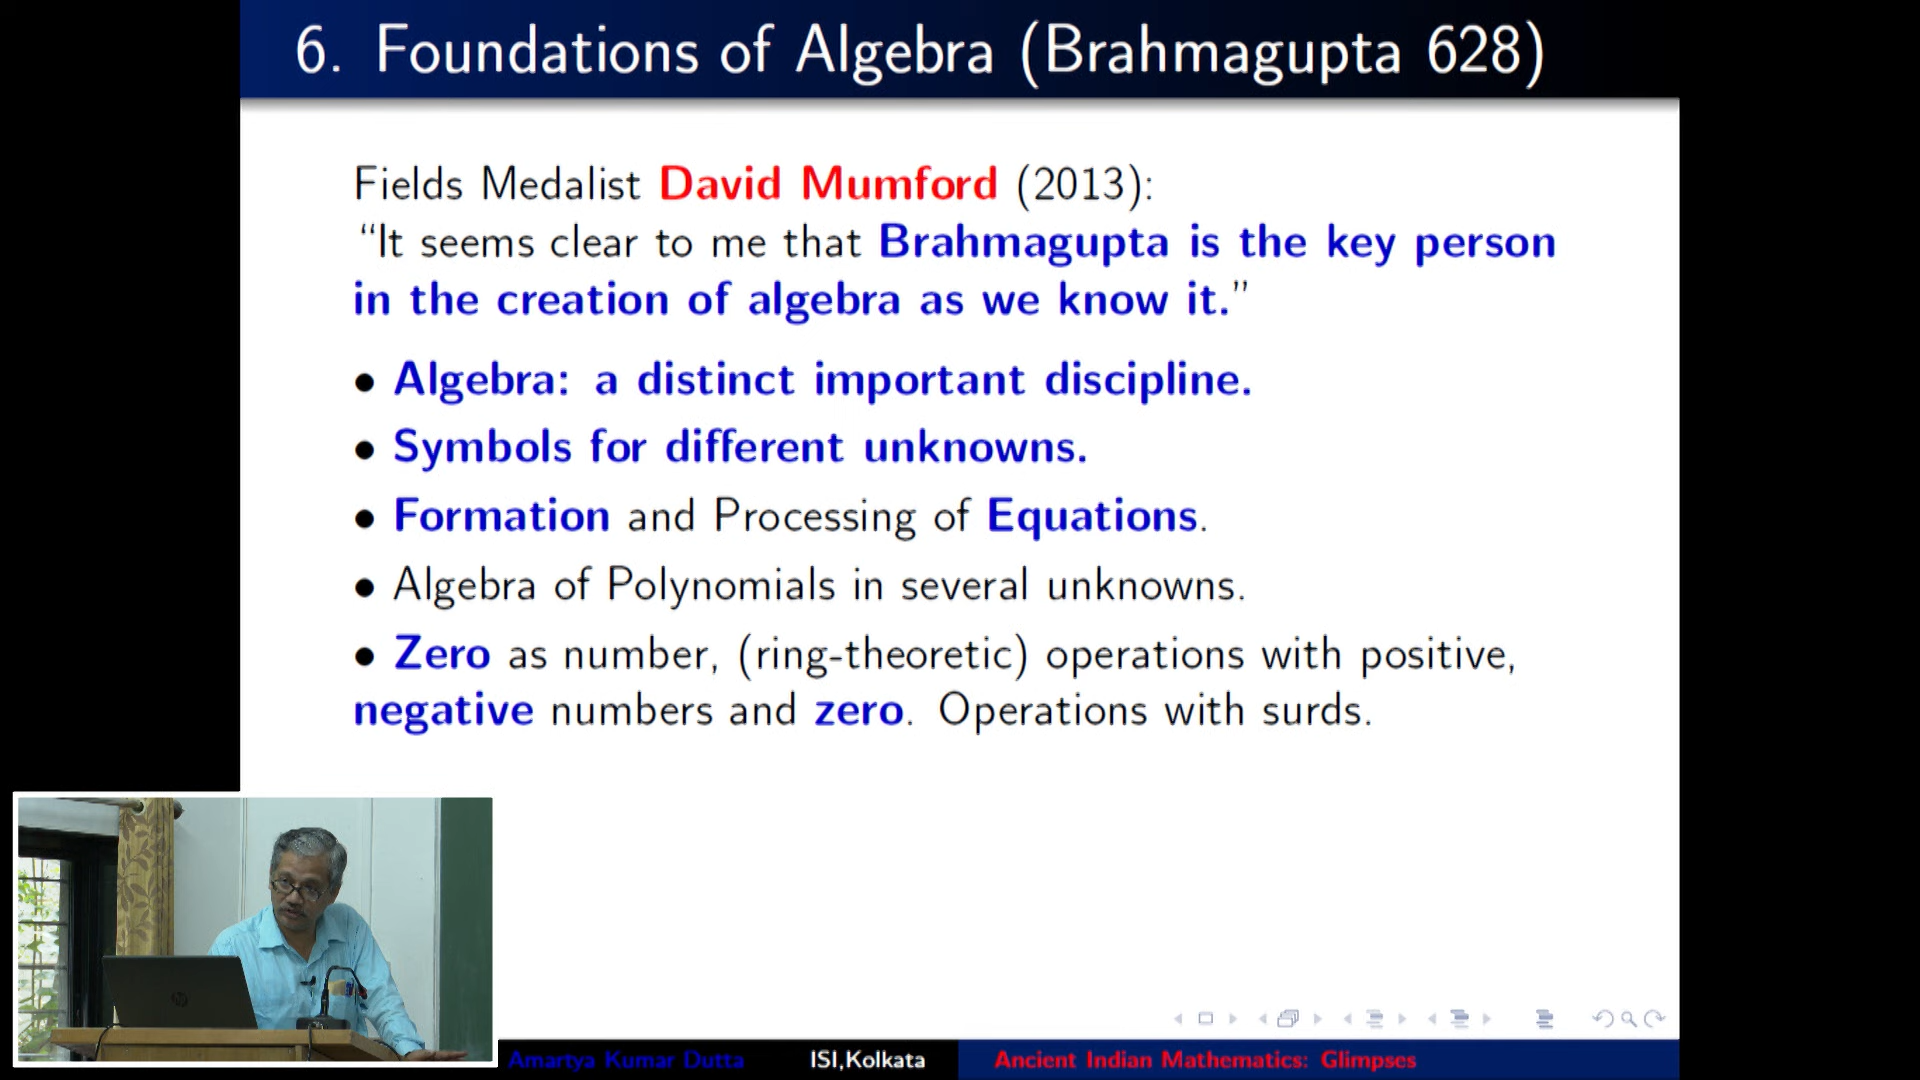 6. Foundations of Algebra (Brahmagupta 628)
Fields Medalist David Mumford (2013):
“It seems clear to me that Brahmagupta is the key person
in the creation of algebra as we know it.”
• Algebra: a distinct important discipline.
• Symbols for different unknowns.
• Formation and Processing of Equations.
• Algebra of Polynomials in several unknowns.
• Zero as number, (ring-theoretic) operations with positive,
negative numbers and zero. Operations with surds.
Amartya Kumar Dutta ISI,Kolkata Ancient Indian Mathematics: Glimpses